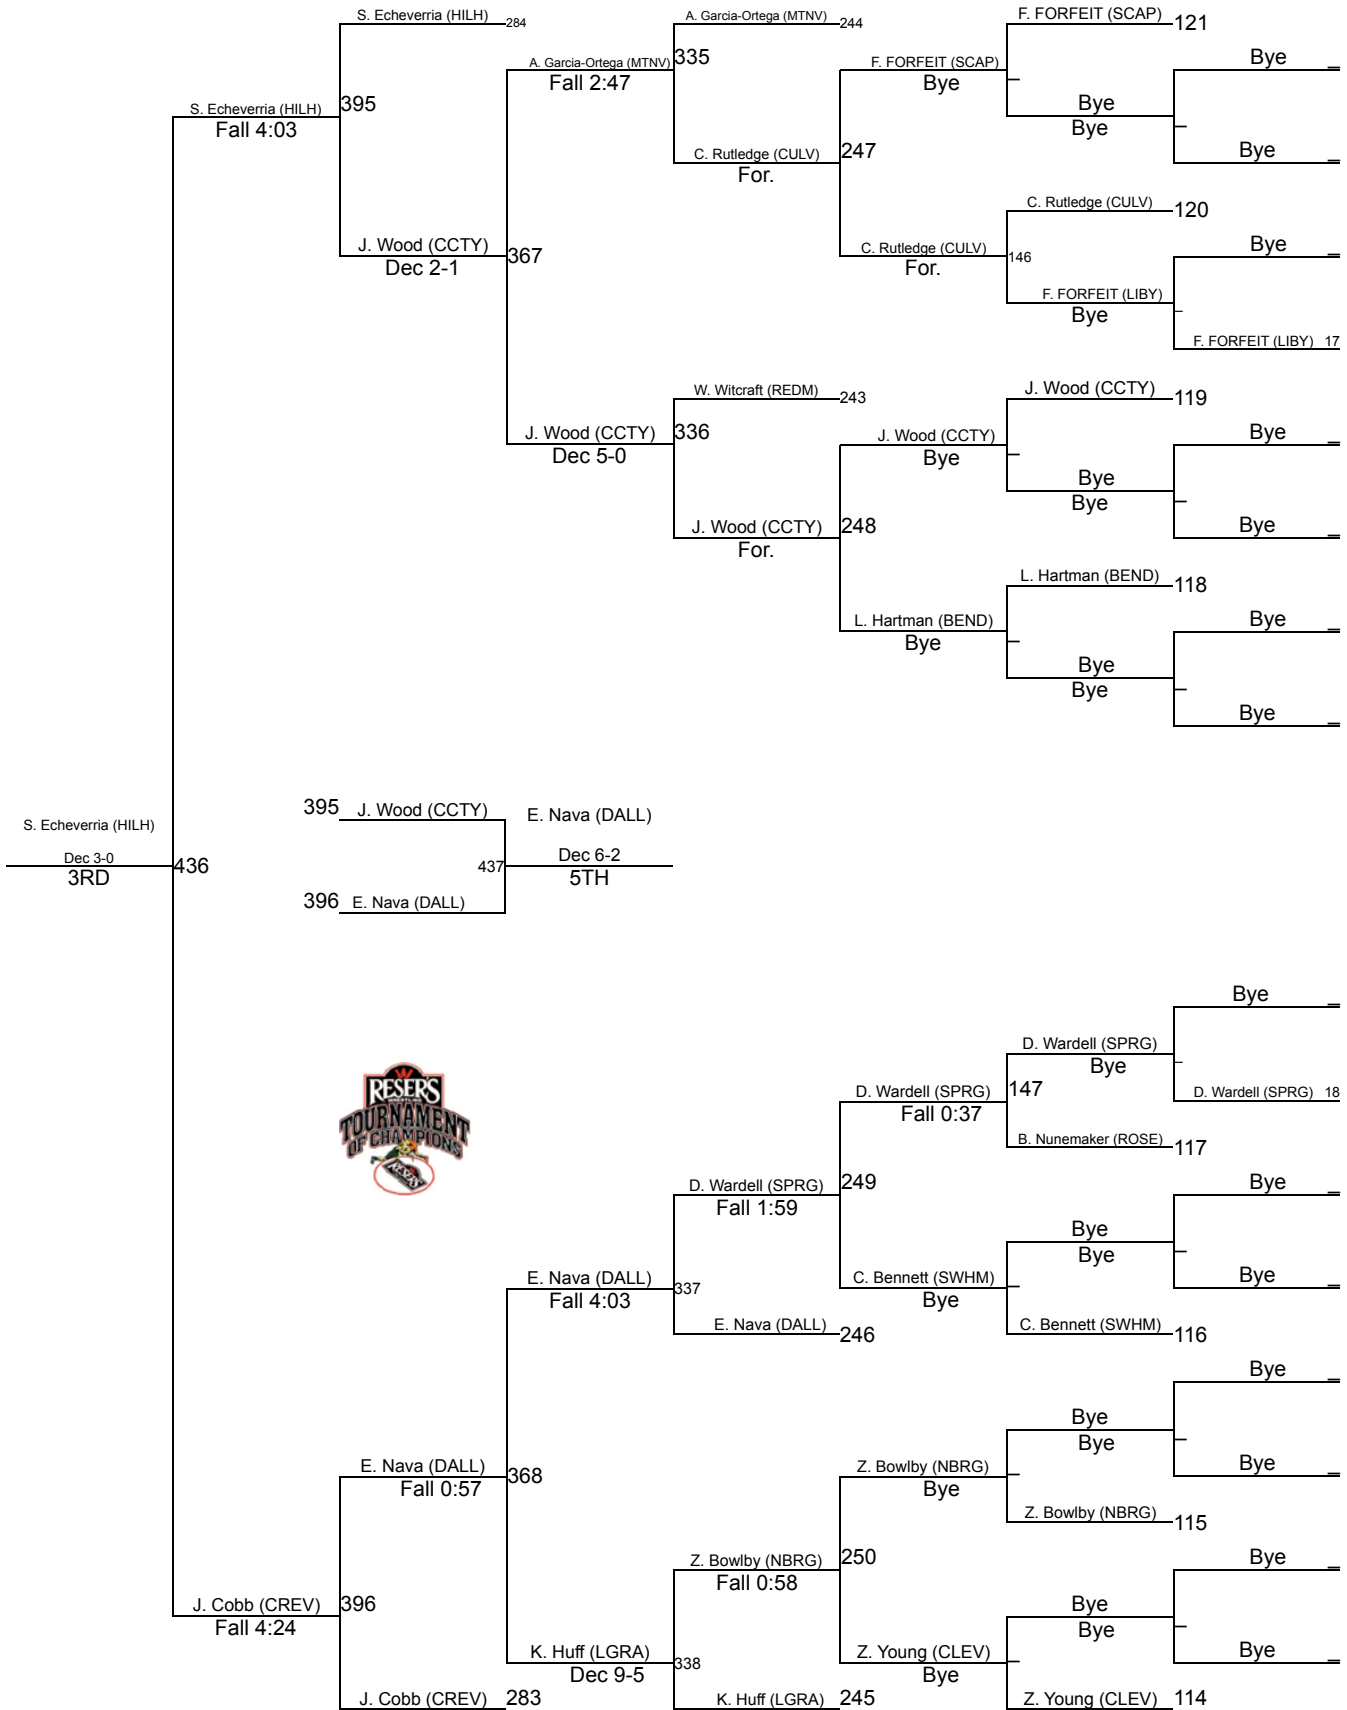 S. Echeverria (HILH) 284
A. Garcia-Ortega (MTNV) 244
F. FORFEIT (SCAP) 121
Bye _
A. Garcia-Ortega (MTNV) 335
Fall 2:47
F. FORFEIT (SCAP)
Bye
_
S. Echeverria (HILH) 395
Fall 4:03
Bye
Bye
_
C. Rutledge (CULV) 247
For.
Bye _
C. Rutledge (CULV) 120
J. Wood (CCTY) 367
Dec 2-1
C. Rutledge (CULV) 146
For.
Bye _
F. FORFEIT (LIBY)
Bye
_
F. FORFEIT (LIBY) 17
W. Witcraft (REDM) 243
J. Wood (CCTY) 119
J. Wood (CCTY) 336
Dec 5-0
J. Wood (CCTY)
Bye
_
Bye _
Bye
Bye
_
J. Wood (CCTY) 248
For.
Bye _
L. Hartman (BEND) 118
L. Hartman (BEND)
Bye
_
Bye _
Bye
Bye
_
Bye _
395 J. Wood (CCTY)
E. Nava (DALL)
S. Echeverria (HILH)
Dec 3-0
3RD
436
437
Dec 6-2
5TH
396 E. Nava (DALL)
Bye _
D. Wardell (SPRG)
Bye
_
RESER'S
WRESTLING
TOURNAMENT
OF CHAMPIONS
RESER'S
D. Wardell (SPRG) 147
Fall 0:37
D. Wardell (SPRG) 18
B. Nunemaker (ROSE) 117
D. Wardell (SPRG) 249
Fall 1:59
Bye _
Bye
Bye
_
E. Nava (DALL) 337
Fall 4:03
C. Bennett (SWHM)
Bye
_
Bye _
E. Nava (DALL) 246
C. Bennett (SWHM) 116
Bye _
Bye
Bye
_
E. Nava (DALL) 368
Fall 0:57
Z. Bowlby (NBRG)
Bye
_
Bye _
Z. Bowlby (NBRG) 115
Z. Bowlby (NBRG) 250
Fall 0:58
Bye _
J. Cobb (CREV) 396
Fall 4:24
Bye
Bye
_
K. Huff (LGRA) 338
Dec 9-5
Z. Young (CLEV)
Bye
_
Bye _
J. Cobb (CREV) 283
K. Huff (LGRA) 245
Z. Young (CLEV) 114